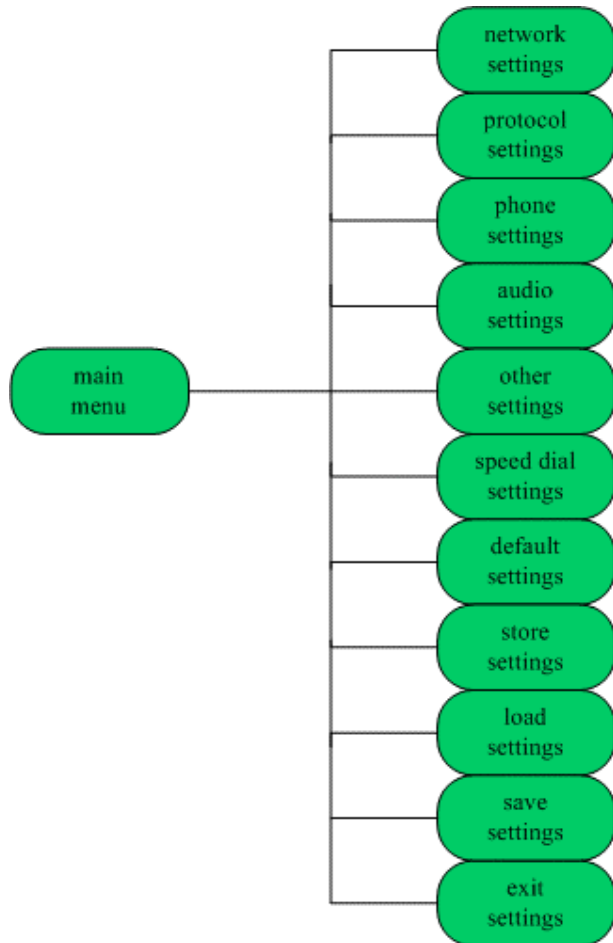 network
settings
protocol
settings
phone
settings
audio
settings
main
menu
other
settings
speed dial
settings
default
settings
store
settings
load
settings
save
settings
exit
settings